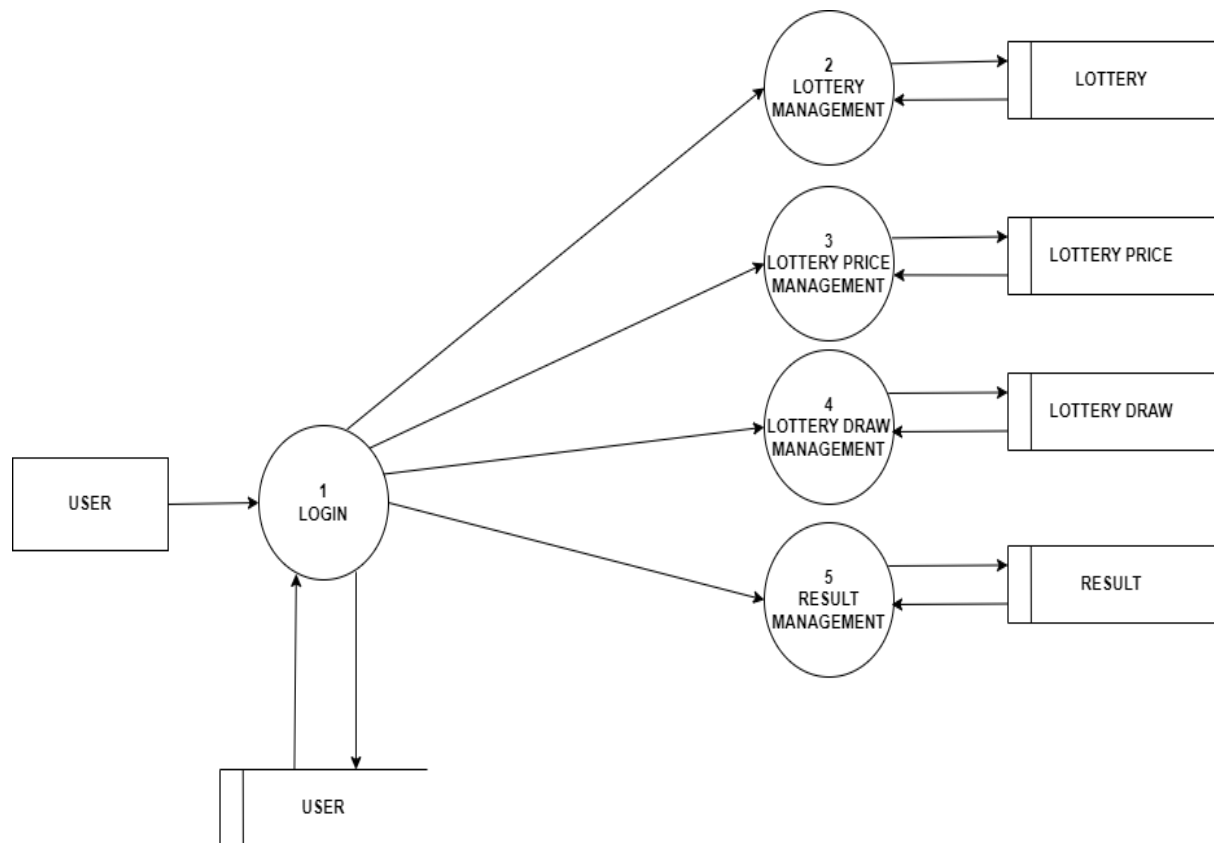 2
LOTTERY
MANAGEMENT
LOTTERY
3
LOTTERY PRICE
MANAGEMENT
LOTTERY PRICE
4
LOTTERY DRAW
MANAGEMENT
LOTTERY DRAW
USER
1
LOGIN
5
RESULT
MANAGEMENT
RESULT
USER